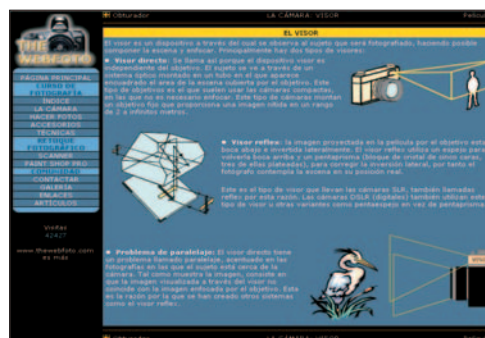 Obturador
LA CÁMARA: VISOR
Película
THE
WEBFOTO
PÁGINA PRINCIPAL
CURSO DE
FOTOGRAFÍA
ÍNDICE
LA CÁMARA
HACER FOTOS
ACCESORIOS
TÉCNICAS
RETOQUE
FOTOGRÁFICO
SCANNER
PAINT SHOP PRO
COMUNIDAD
CONTACTAR
GALERÍA
ENLACES
ARTÍCULOS
Visitas
42427
www.thewebfoto.com
es más
EL VISOR
El visor es un dispositivo a través del cual se observa al sujeto que será fotografiado, haciendo posible
componer la escena y enfocar. Principalmente hay dos tipos de visores:
Visor directo: Se llama así porque el dispositivo visor es
independiente del objetivo. El sujeto se ve a través de un
sistema óptico montado en un tubo en el que aparece
encuadrado el área de la escena cubierta por el objetivo. Este
tipo de objetivos es el que suelen usar las cámaras compactas,
en las que no es necesario enfocar. Este tipo de cámaras montan
un objetivo fijo que proporciona una imagen nítida en un rango
de 2 a infinitos metros.
Visor reflex: la imagen proyectada en la película por el objetivo está
boca abajo e invertida lateralmente. El visor reflex utiliza un espejo para
volverla boca arriba y un pentaprisma (bloque de cristal de cinco caras,
tres de ellas plateadas), para corregir la inversión lateral, por tanto el
fotógrafo contempla la escena en su posición real.
Este es el tipo de visor que llevan las cámaras SLR, también llamadas
reflex por esta razón. Las cámaras DSLR (digitales) también utilizan este
tipo de visor u otras variantes como pentaespejo en vez de pentaprisma.
Problema de paralelaje: El visor directo tiene
un problema llamado paralelaje, acentuado en las
fotografías en las que el sujeto está cerca de la
cámara. Tal como muestra la imagen, consiste en
que la imagen visualizada a través del visor no
coincide con la imagen enfocada por el objetivo. Esta
es la razón por la que se han creado otros sistemas
como el visor reflex.